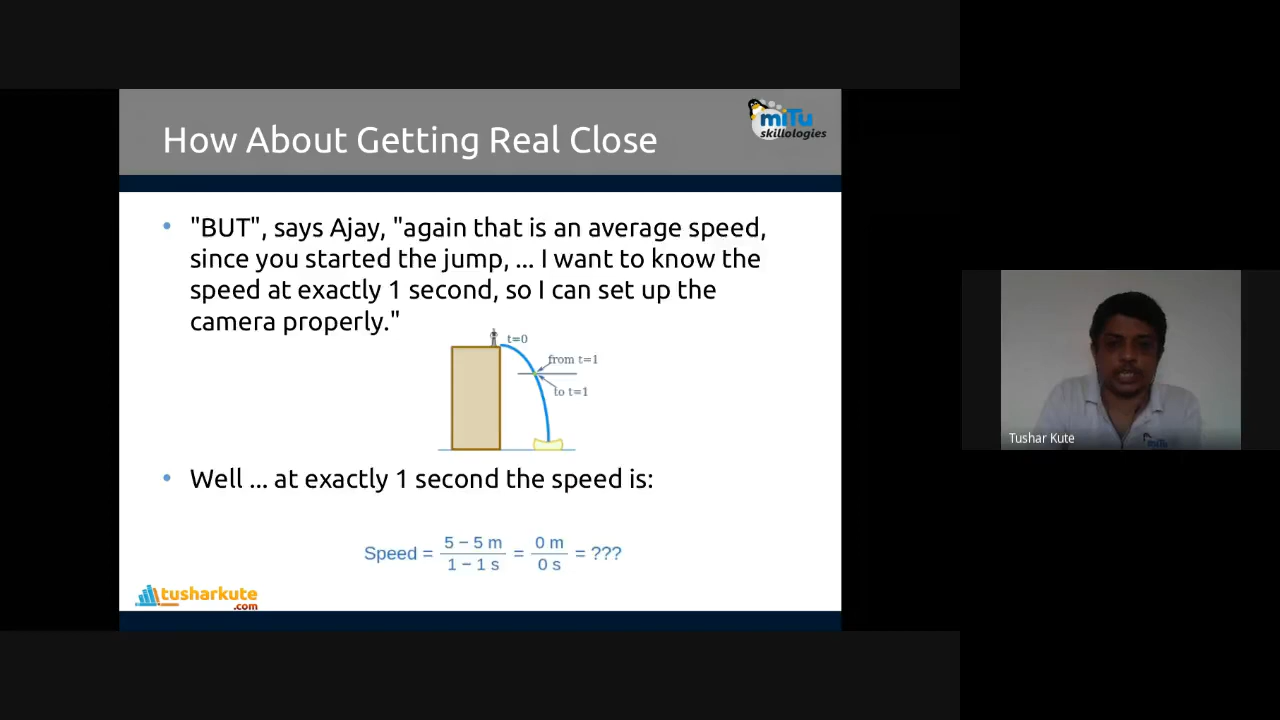 How About Getting Real Close
miTu
skillologies
• "BUT", says Ajay, "again that is an average speed,
since you started the jump, ... I want to know the
speed at exactly 1 second, so I can set up the
camera properly."
t=0
from t=1
to t=1
• Well ... at exactly 1 second the speed is:
Speed = 5 − 5 m / 1 − 1 s = 0 m / 0 s = ???
tusharkute
.com
miTu
Tushar Kute